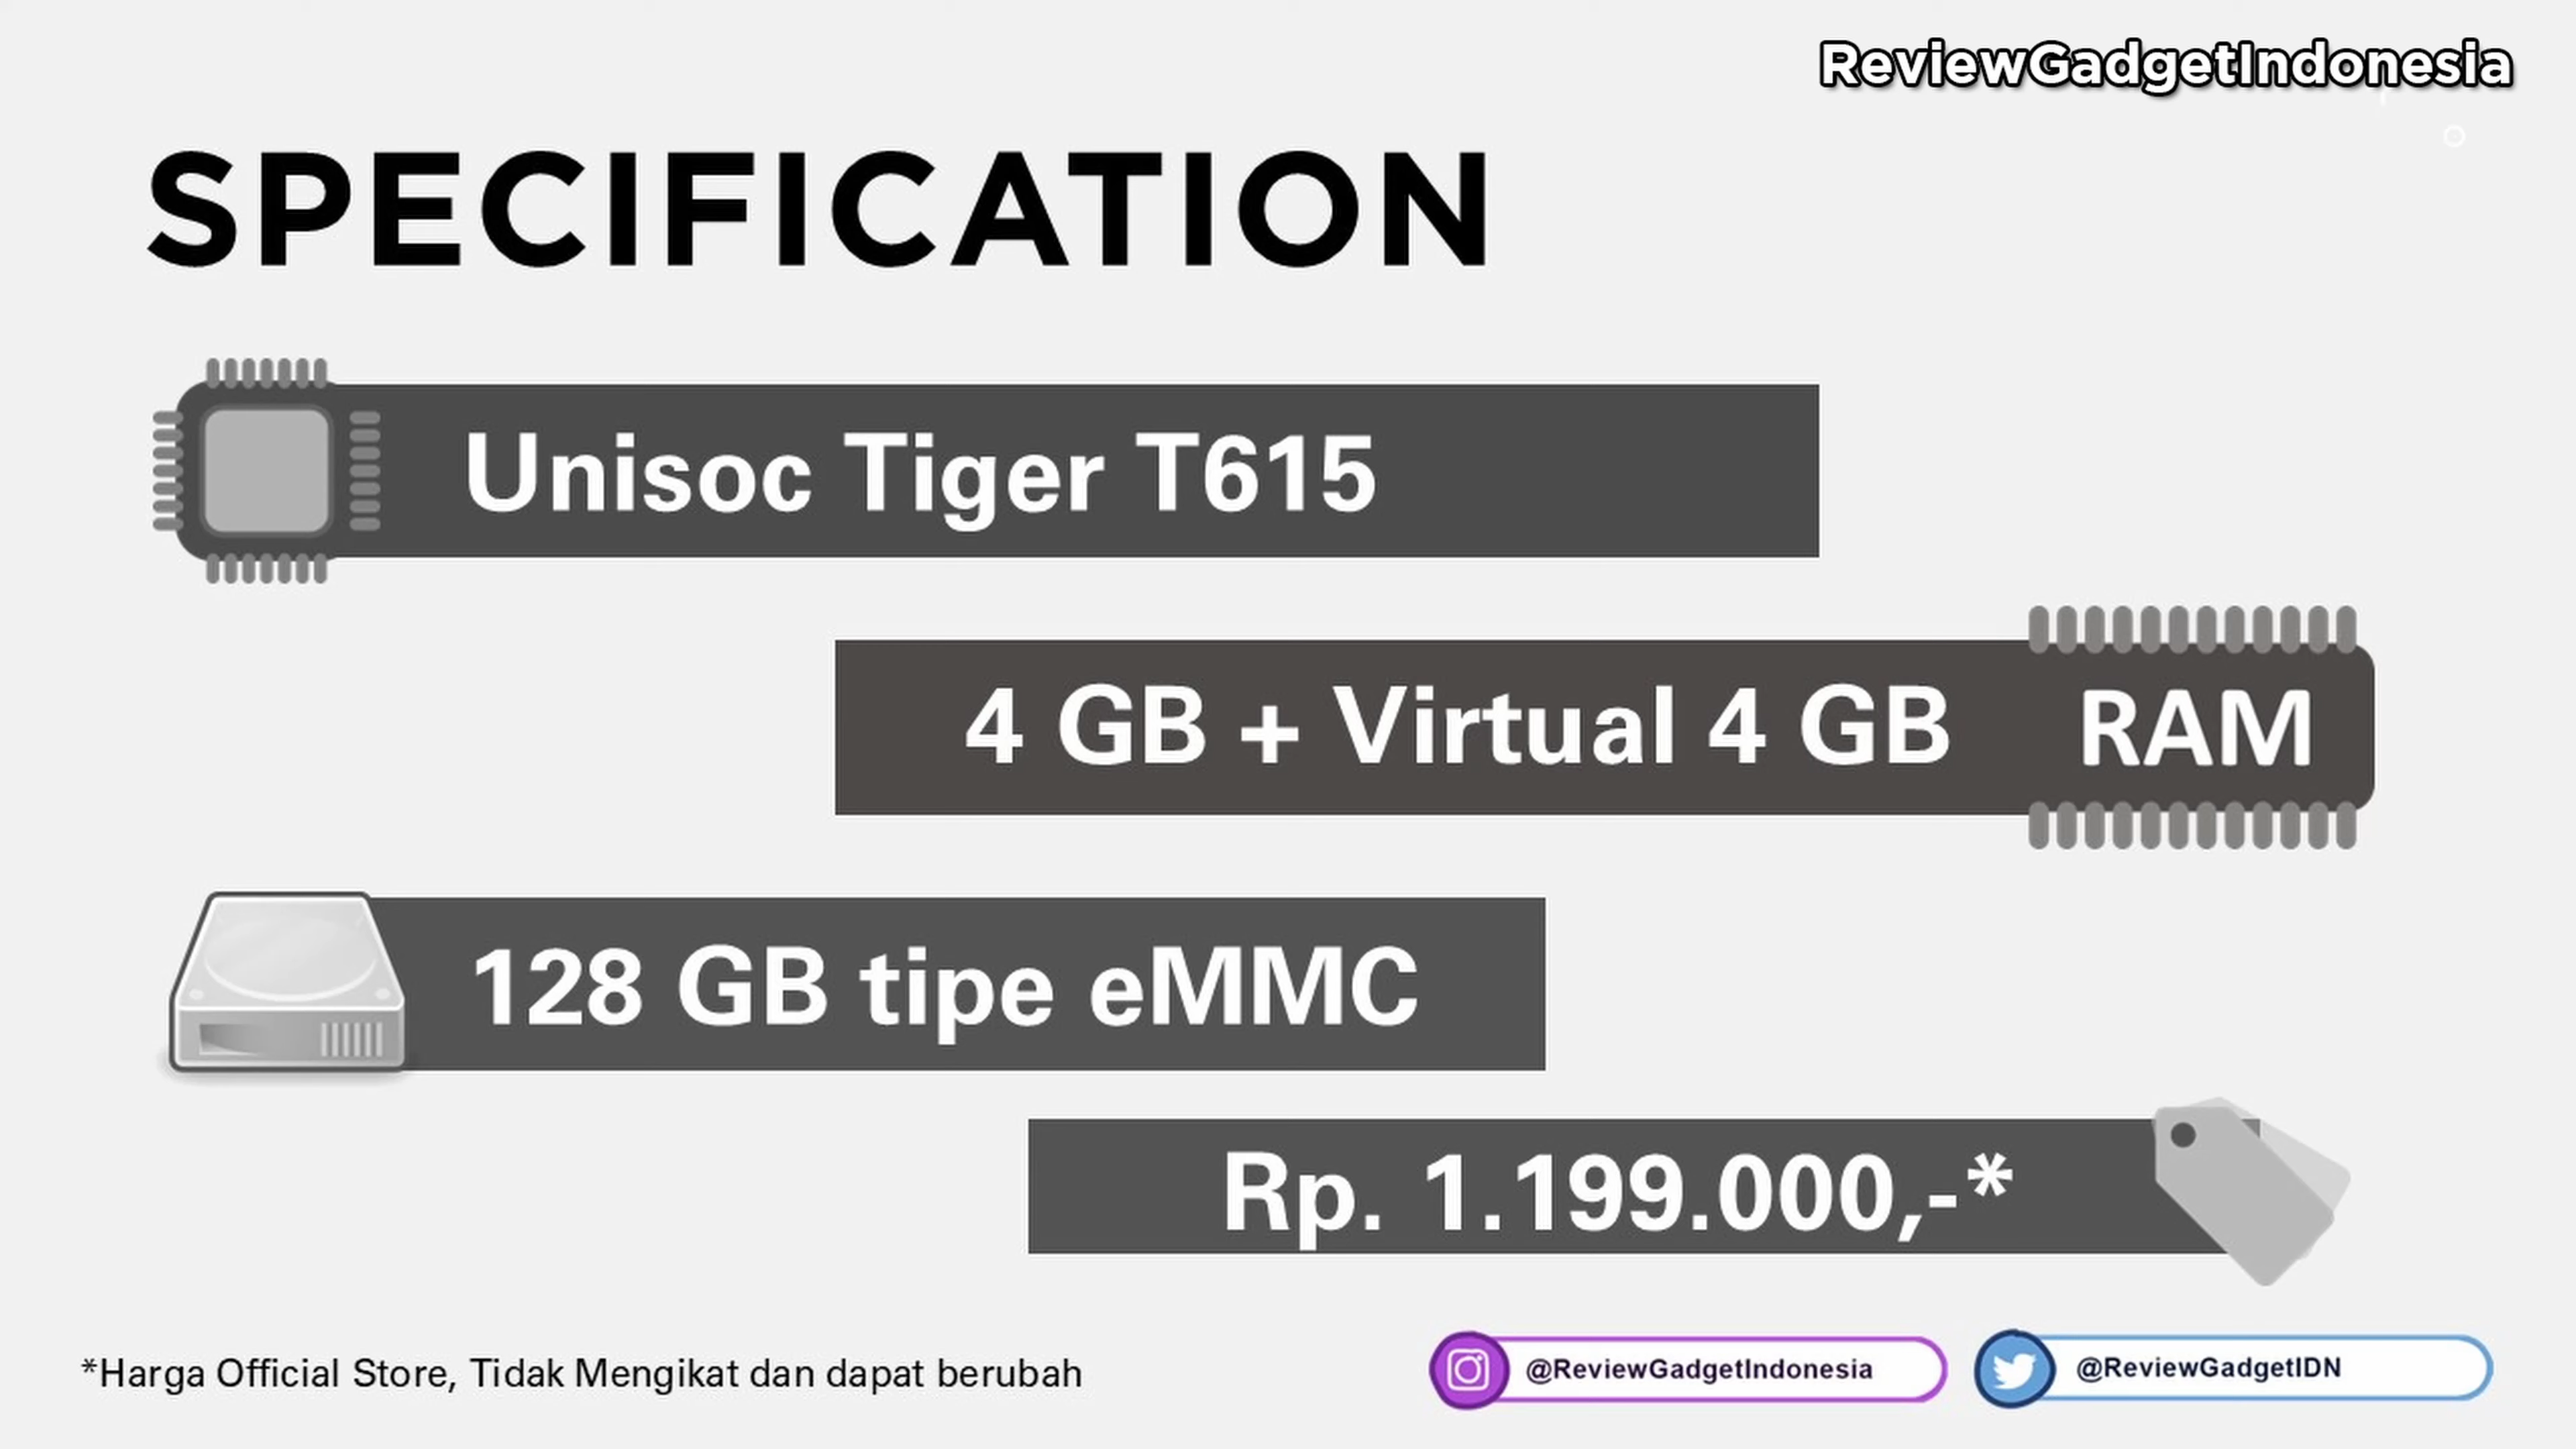 ReviewGadgetIndonesia
SPECIFICATION
Unisoc Tiger T615
4 GB + Virtual 4 GB RAM
128 GB tipe eMMC
Rp. 1.199.000,-*
*Harga Official Store, Tidak Mengikat dan dapat berubah
@ReviewGadgetIndonesia
@ReviewGadgetIDN